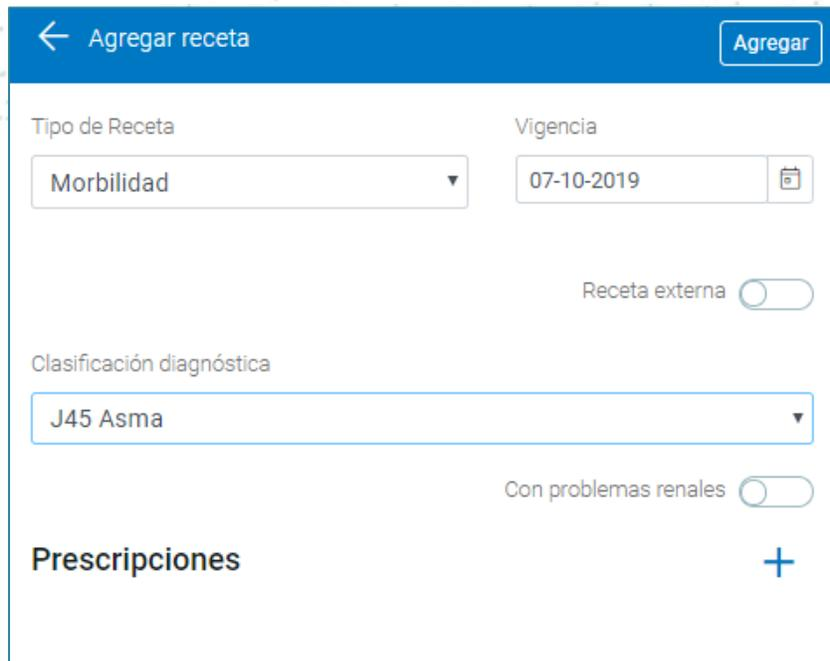 Agregar receta
Agregar
Tipo de Receta
Vigencia
Morbilidad
07-10-2019
Receta externa
Clasificación diagnóstica
J45 Asma
Con problemas renales
Prescripciones